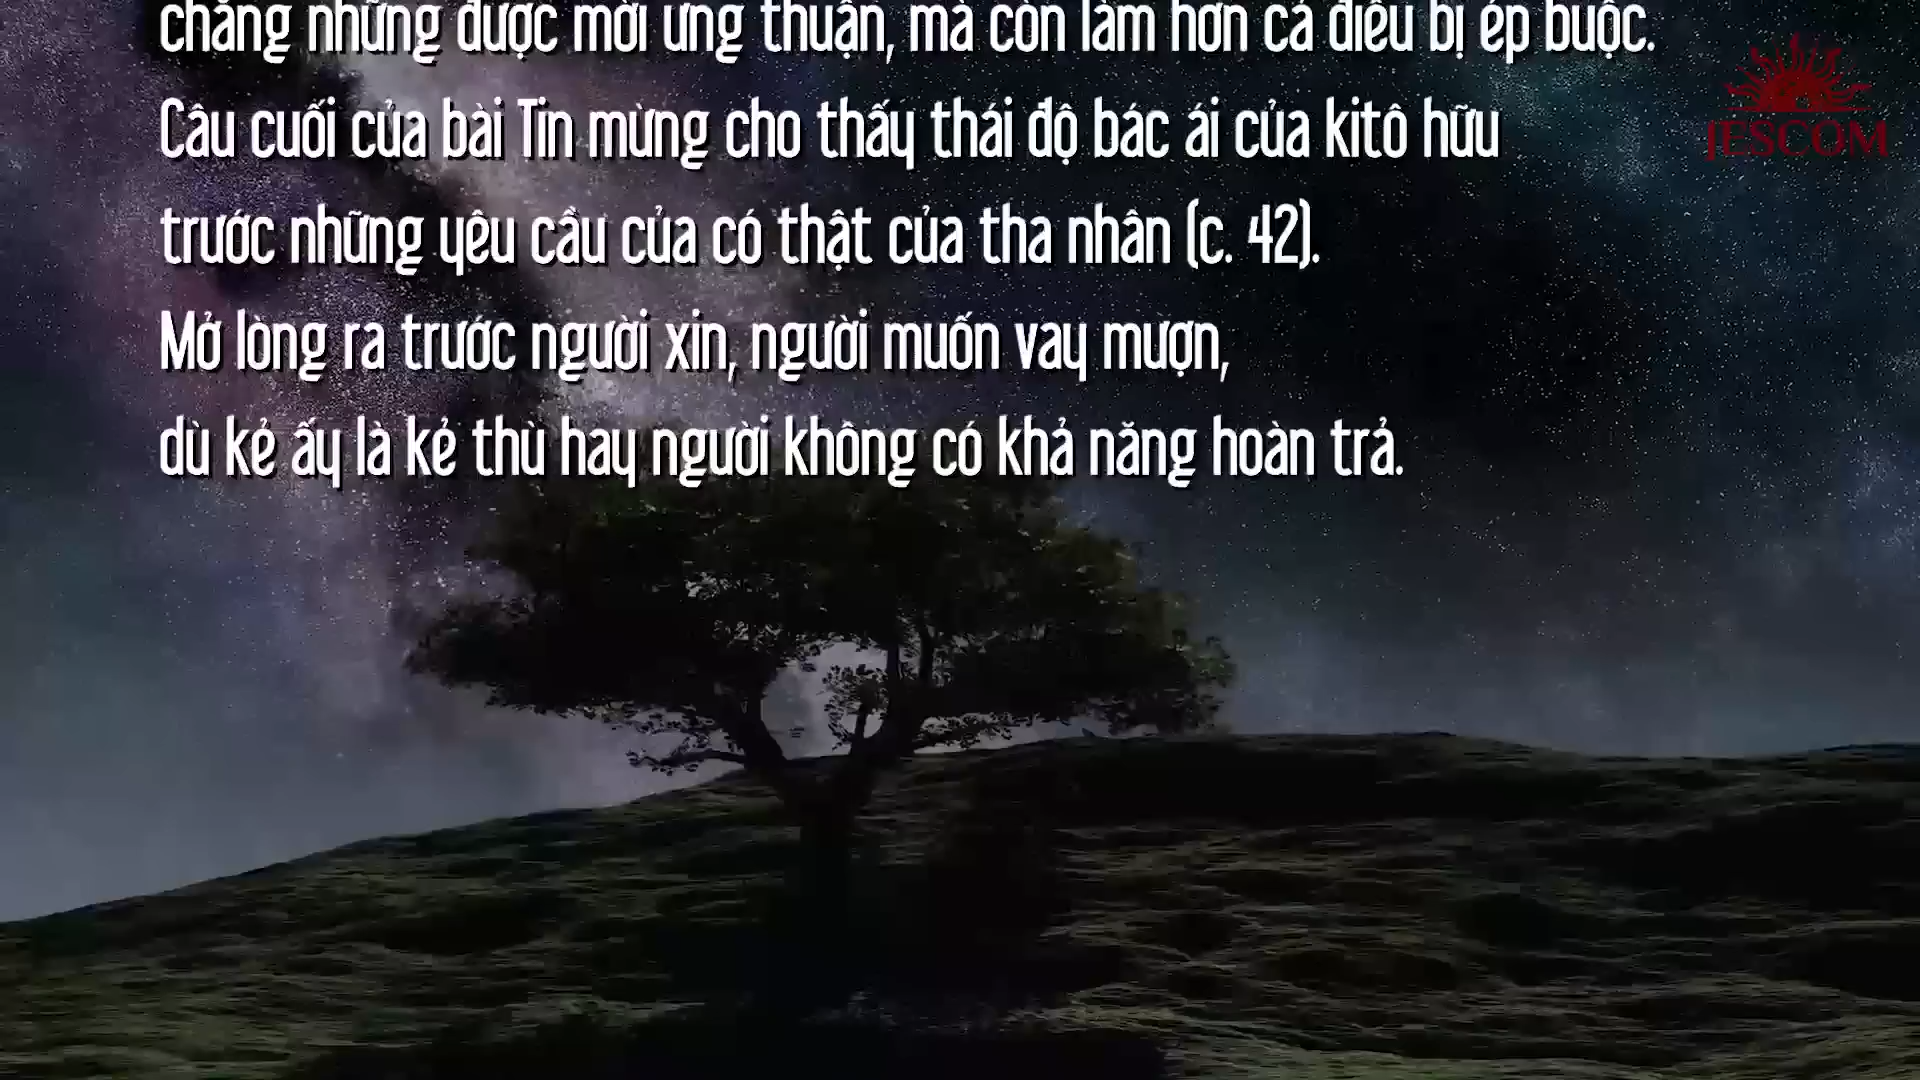 chẳng những được mời ưng thuận, mà còn làm hơn cả điều bị ép buộc.
JESCOM
Câu cuối của bài Tin mừng cho thấy thái độ bác ái của kitô hữu
trước những yêu cầu của có thật của tha nhân (c. 42).
Mở lòng ra trước người xin, người muốn vay mượn,
dù kẻ ấy là kẻ thù hay người không có khả năng hoàn trả.